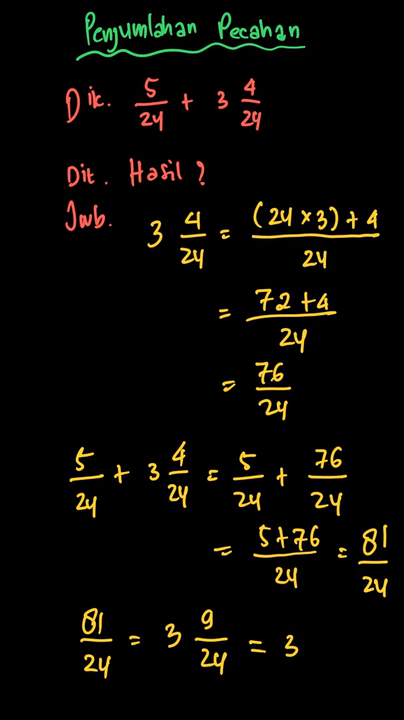 Penjumlahan Pecahan
Dik. 5/24 + 3 4/24
Dit. Hasil ?
Jwb. 3 4/24 = (24 × 3) + 4 / 24
= 72 + 4 / 24
= 76/24
5/24 + 3 4/24 = 5/24 + 76/24
= 5+76 / 24 = 81/24
81/24 = 3 9/24 = 3